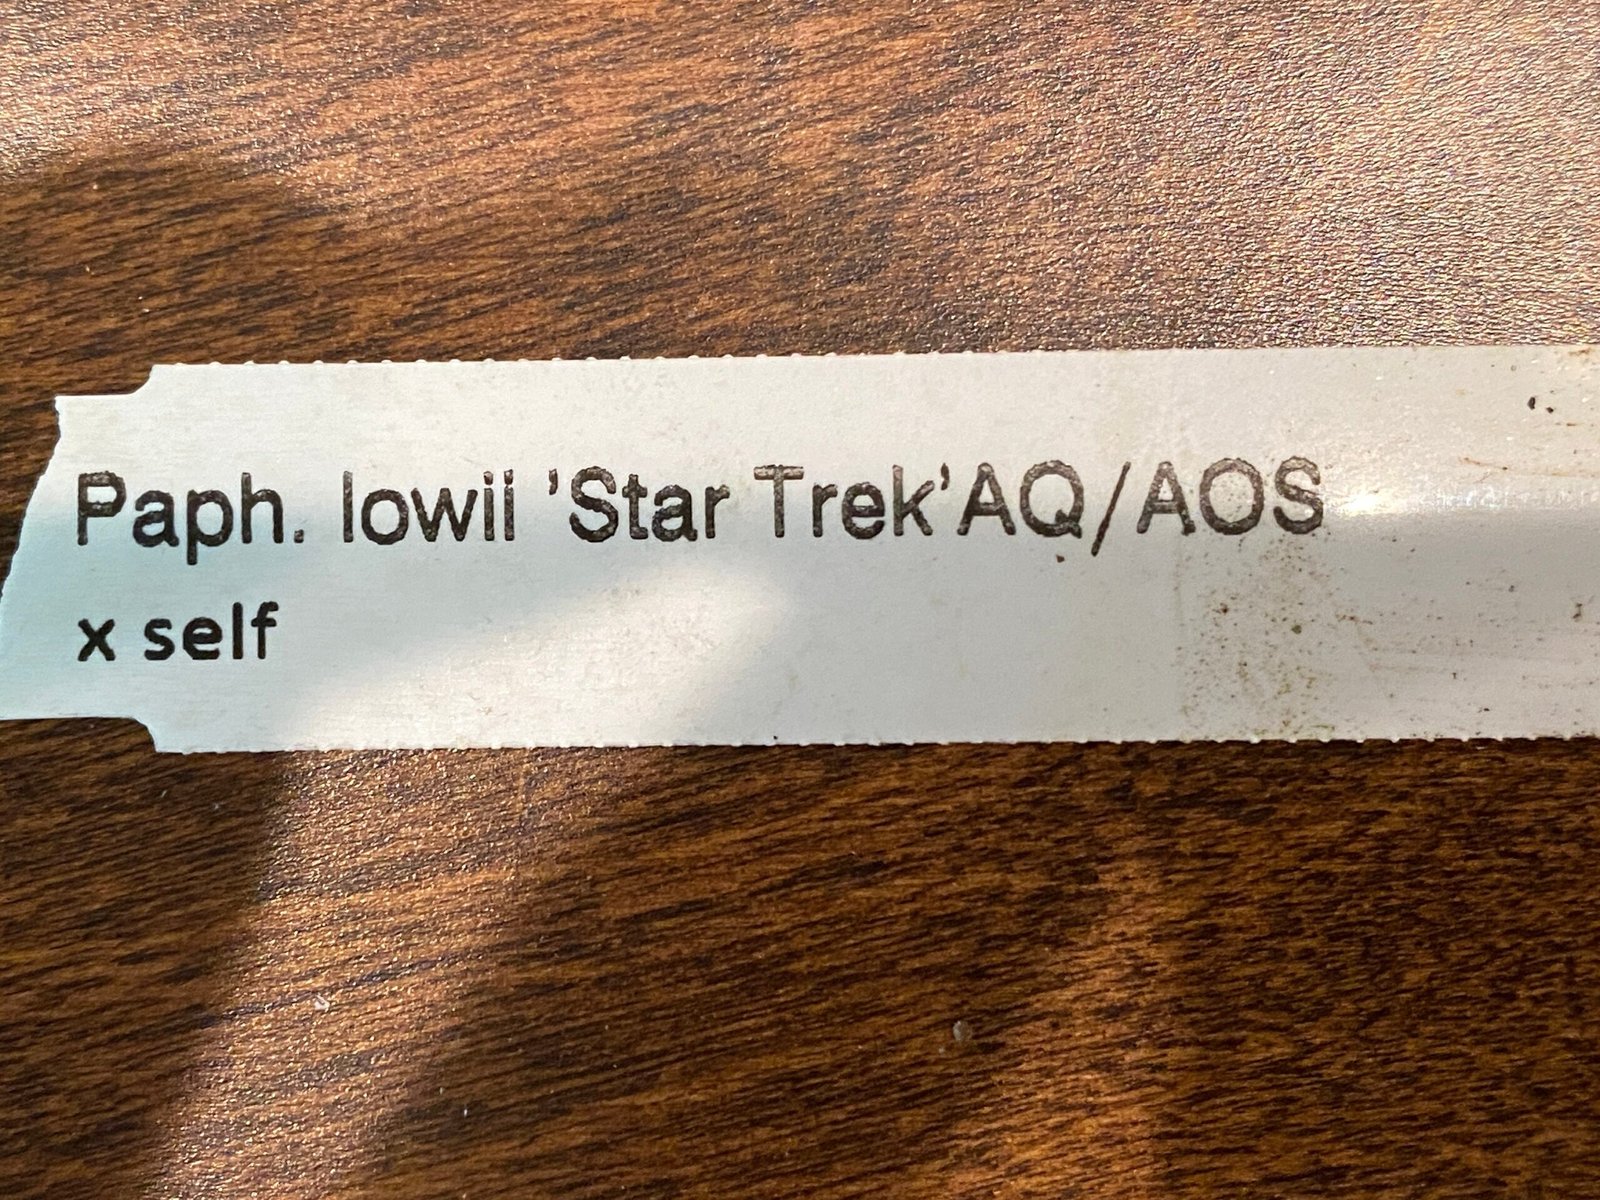 Paph. lowii 'Star Trek'AQ/AOS
x self